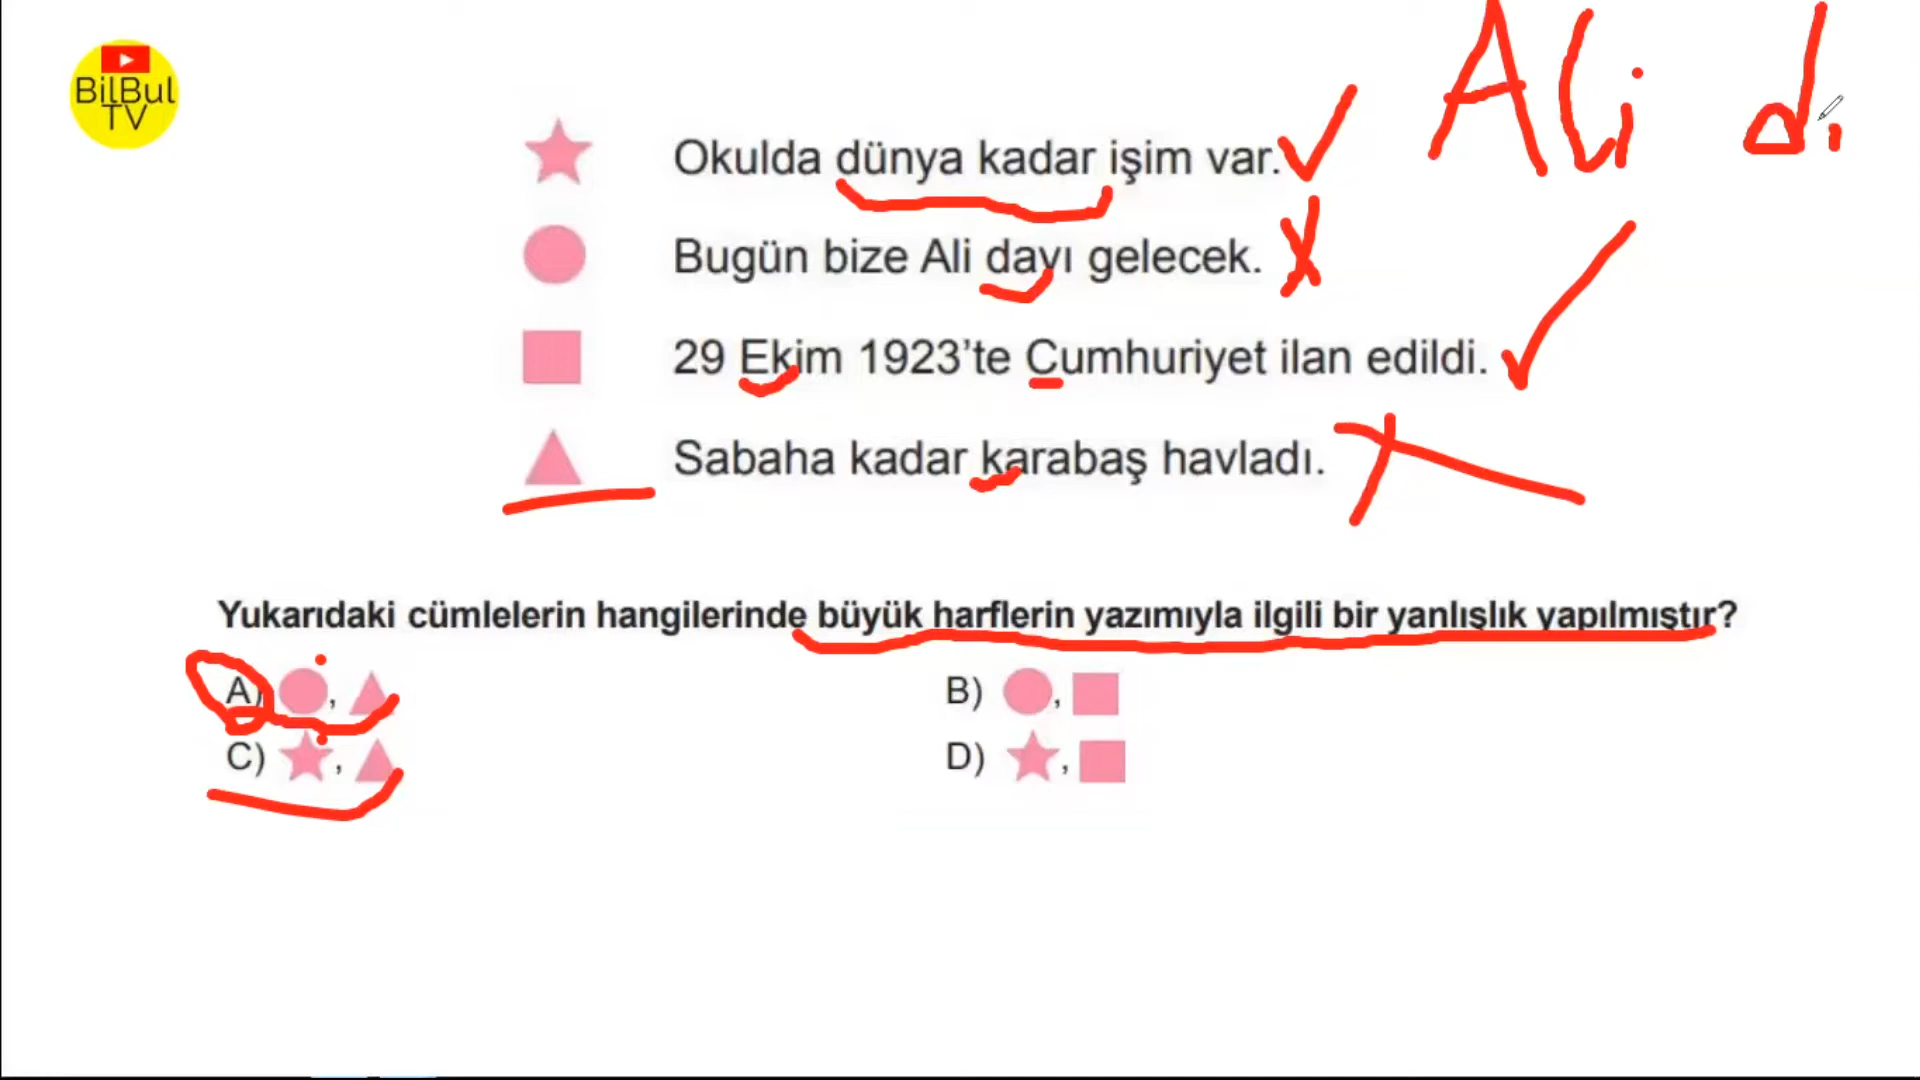 BilBul
TV
Ali di
Okulda dünya kadar işim var.
Bugün bize Ali dayı gelecek.
29 Ekim 1923'te Cumhuriyet ilan edildi.
Sabaha kadar karabaş havladı.
Yukarıdaki cümlelerin hangilerinde büyük harflerin yazımıyla ilgili bir yanlışlık yapılmıştır?
A) , B) ,
C) , D) ,